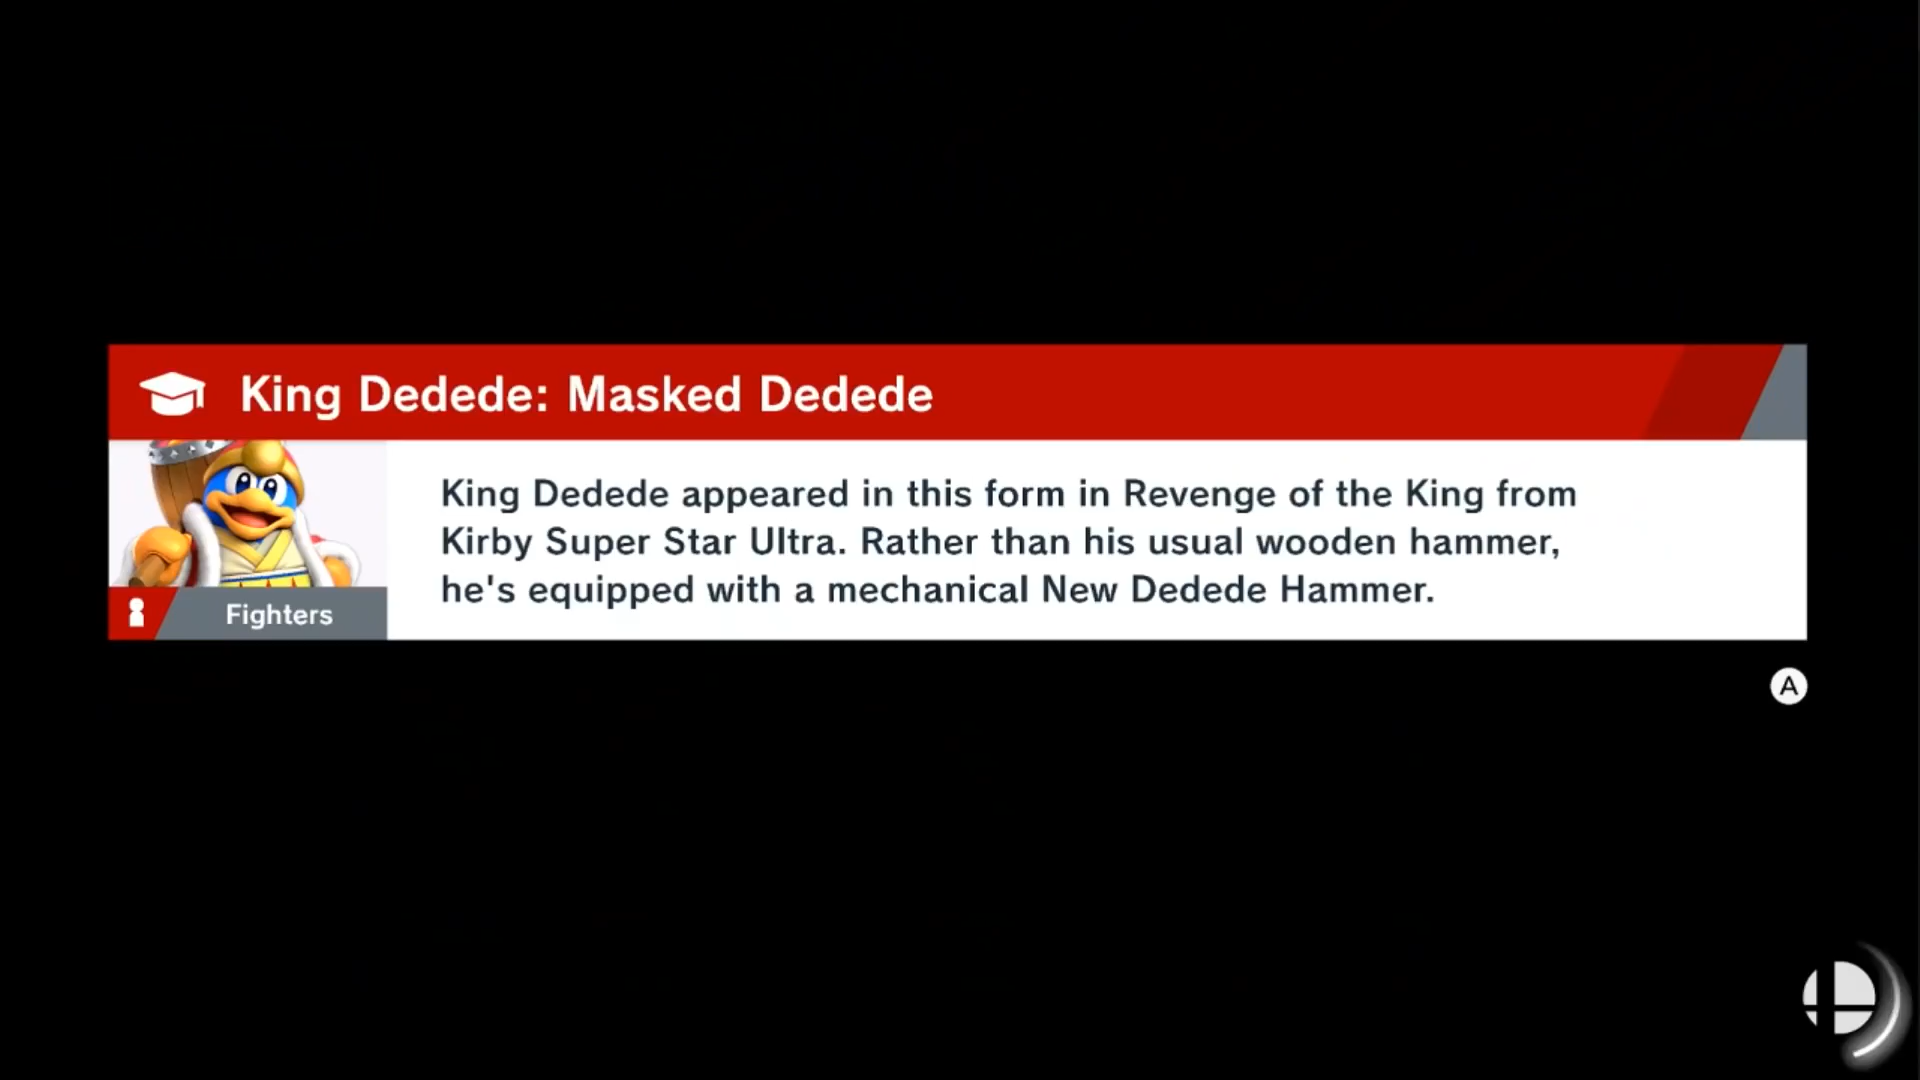 King Dedede: Masked Dedede
King Dedede appeared in this form in Revenge of the King from
Kirby Super Star Ultra. Rather than his usual wooden hammer,
he's equipped with a mechanical New Dedede Hammer.
Fighters
A